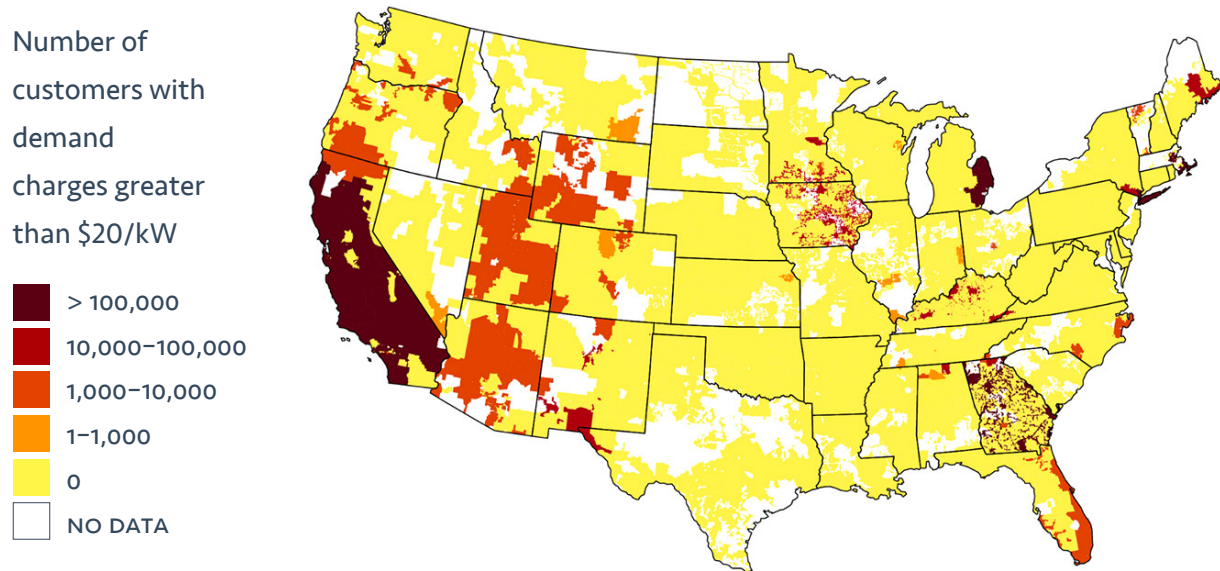 Number of
customers with
demand
charges greater
than $20/kW
> 100,000
10,000–100,000
1,000–10,000
1–1,000
0
NO DATA